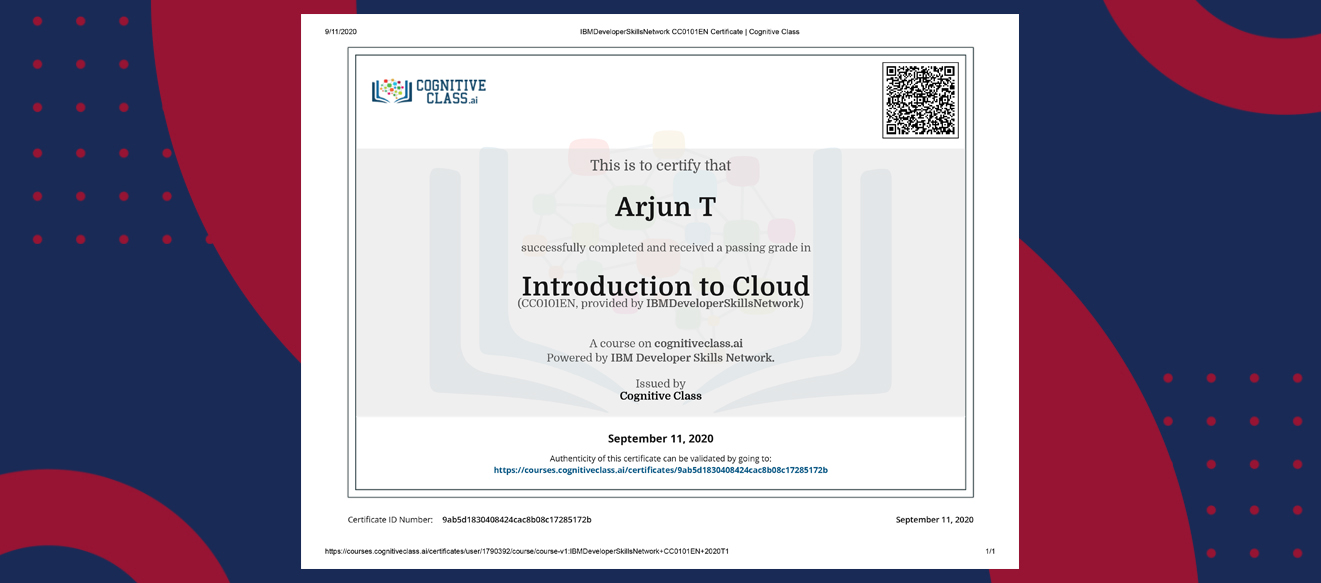 9/11/2020
IBMDeveloperSkillsNetwork CC0101EN Certificate | Cognitive Class
COGNITIVE
CLASS.ai
This is to certify that
Arjun T
successfully completed and received a passing grade in
Introduction to Cloud
(CC0101EN, provided by IBMDeveloperSkillsNetwork)
A course on cognitiveclass.ai
Powered by IBM Developer Skills Network.
Issued by
Cognitive Class
September 11, 2020
Authenticity of this certificate can be validated by going to:
https://courses.cognitiveclass.ai/certificates/9ab5d1830408424cac8b08c17285172b
Certificate ID Number: 9ab5d1830408424cac8b08c17285172b
September 11, 2020
https://courses.cognitiveclass.ai/certificates/user/1790392/course/course-v1:IBMDeveloperSkillsNetwork+CC0101EN+2020T1
1/1